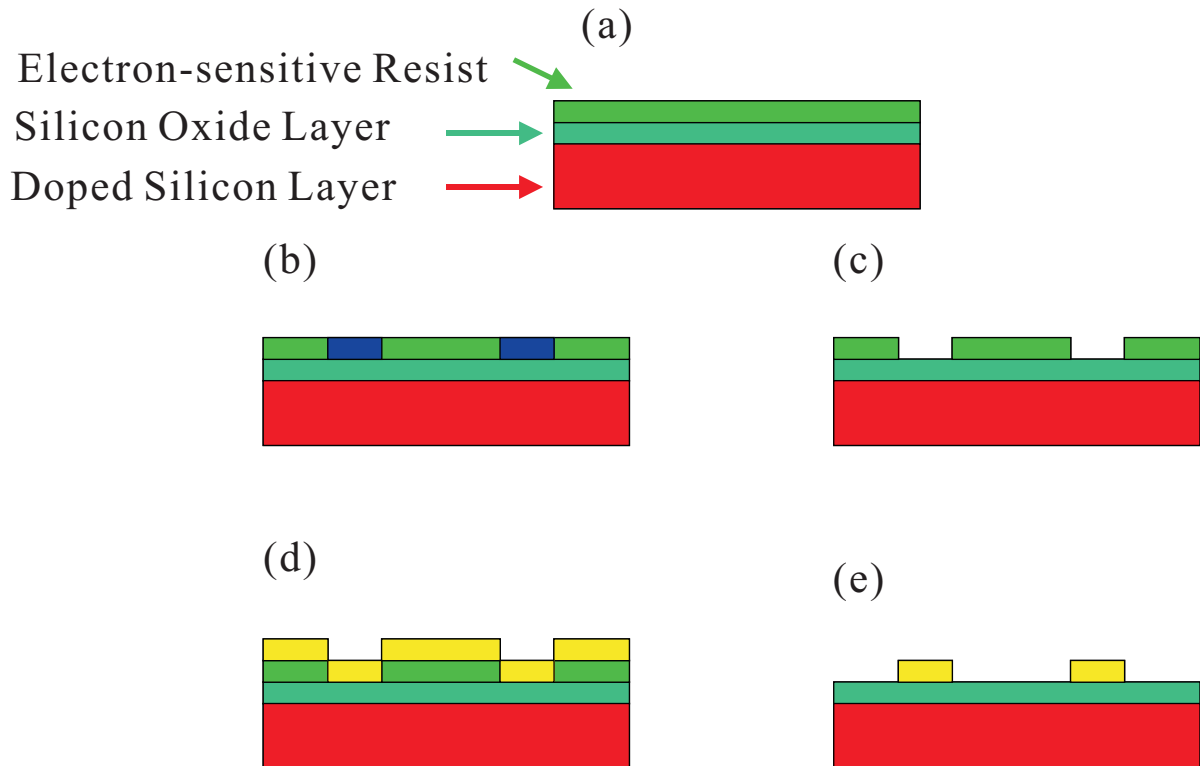 (a)
Electron-sensitive Resist
Silicon Oxide Layer
Doped Silicon Layer
(b)
(c)
(d)
(e)